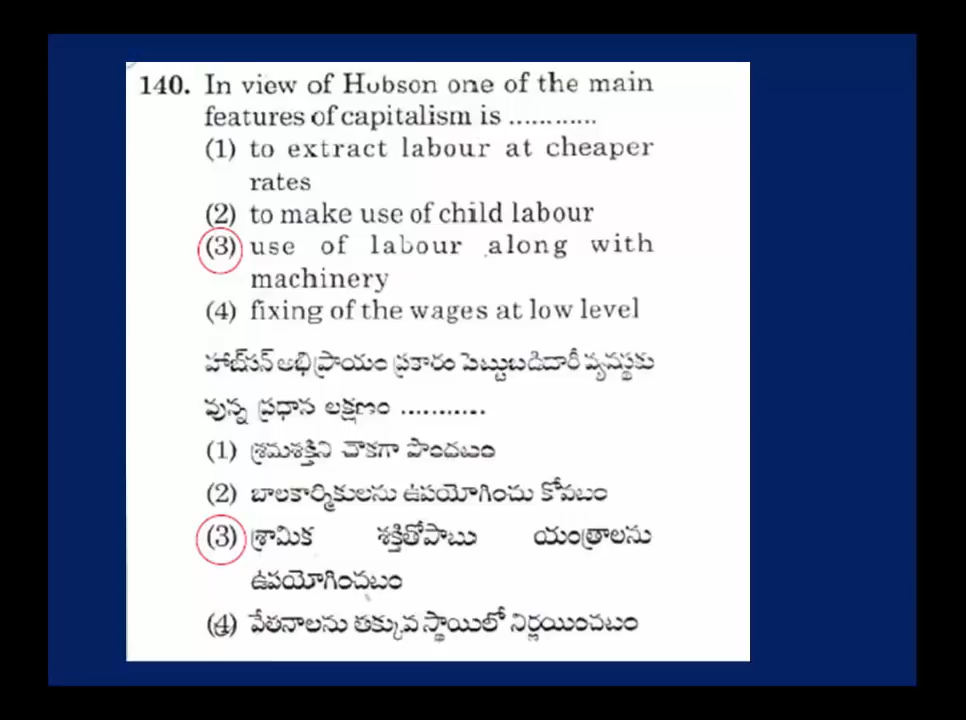 140. In view of Hobson one of the main
features of capitalism is ............
(1) to extract labour at cheaper
rates
(2) to make use of child labour
(3) use of labour along with
machinery
(4) fixing of the wages at low level
హాబ్‌సన్ అభిప్రాయం ప్రకారం పెట్టుబడిదారీ వ్యవస్థకు
వున్న ప్రధాన లక్షణం ...........
(1) శ్రమశక్తిని చౌకగా పొందటం
(2) బాలకార్మికులను ఉపయోగించు కోవటం
(3) శ్రామిక శక్తితోపాటు యంత్రాలను
ఉపయోగించటం
(4) వేతనాలను తక్కువ స్థాయిలో నిర్ణయించటం